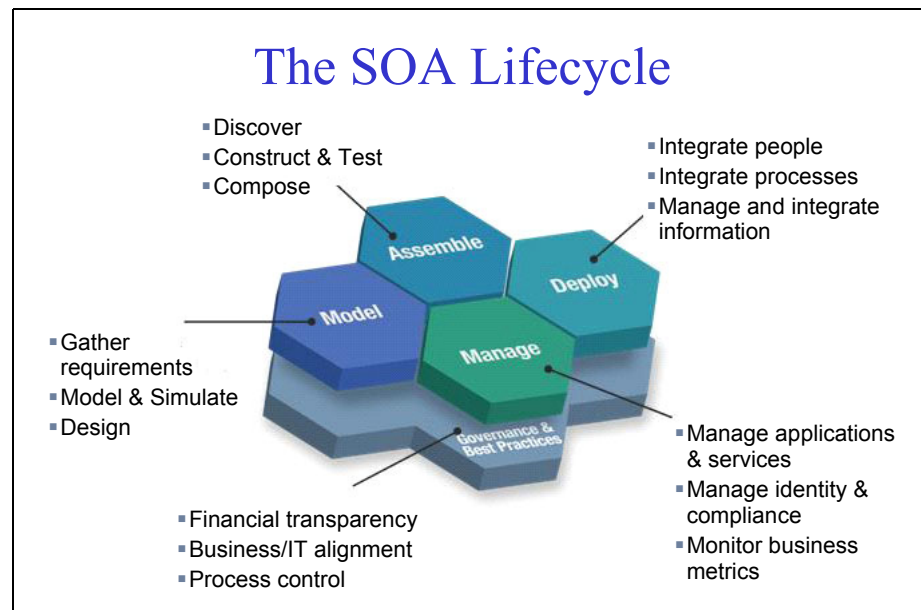 The SOA Lifecycle
▪Discover
▪Construct & Test
▪Compose
▪Integrate people
▪Integrate processes
▪Manage and integrate
information
Assemble
Deploy
Model
Manage
▪Gather
requirements
▪Model & Simulate
▪Design
Governance &
Best Practices
▪Manage applications
& services
▪Manage identity &
compliance
▪Monitor business
metrics
▪Financial transparency
▪Business/IT alignment
▪Process control